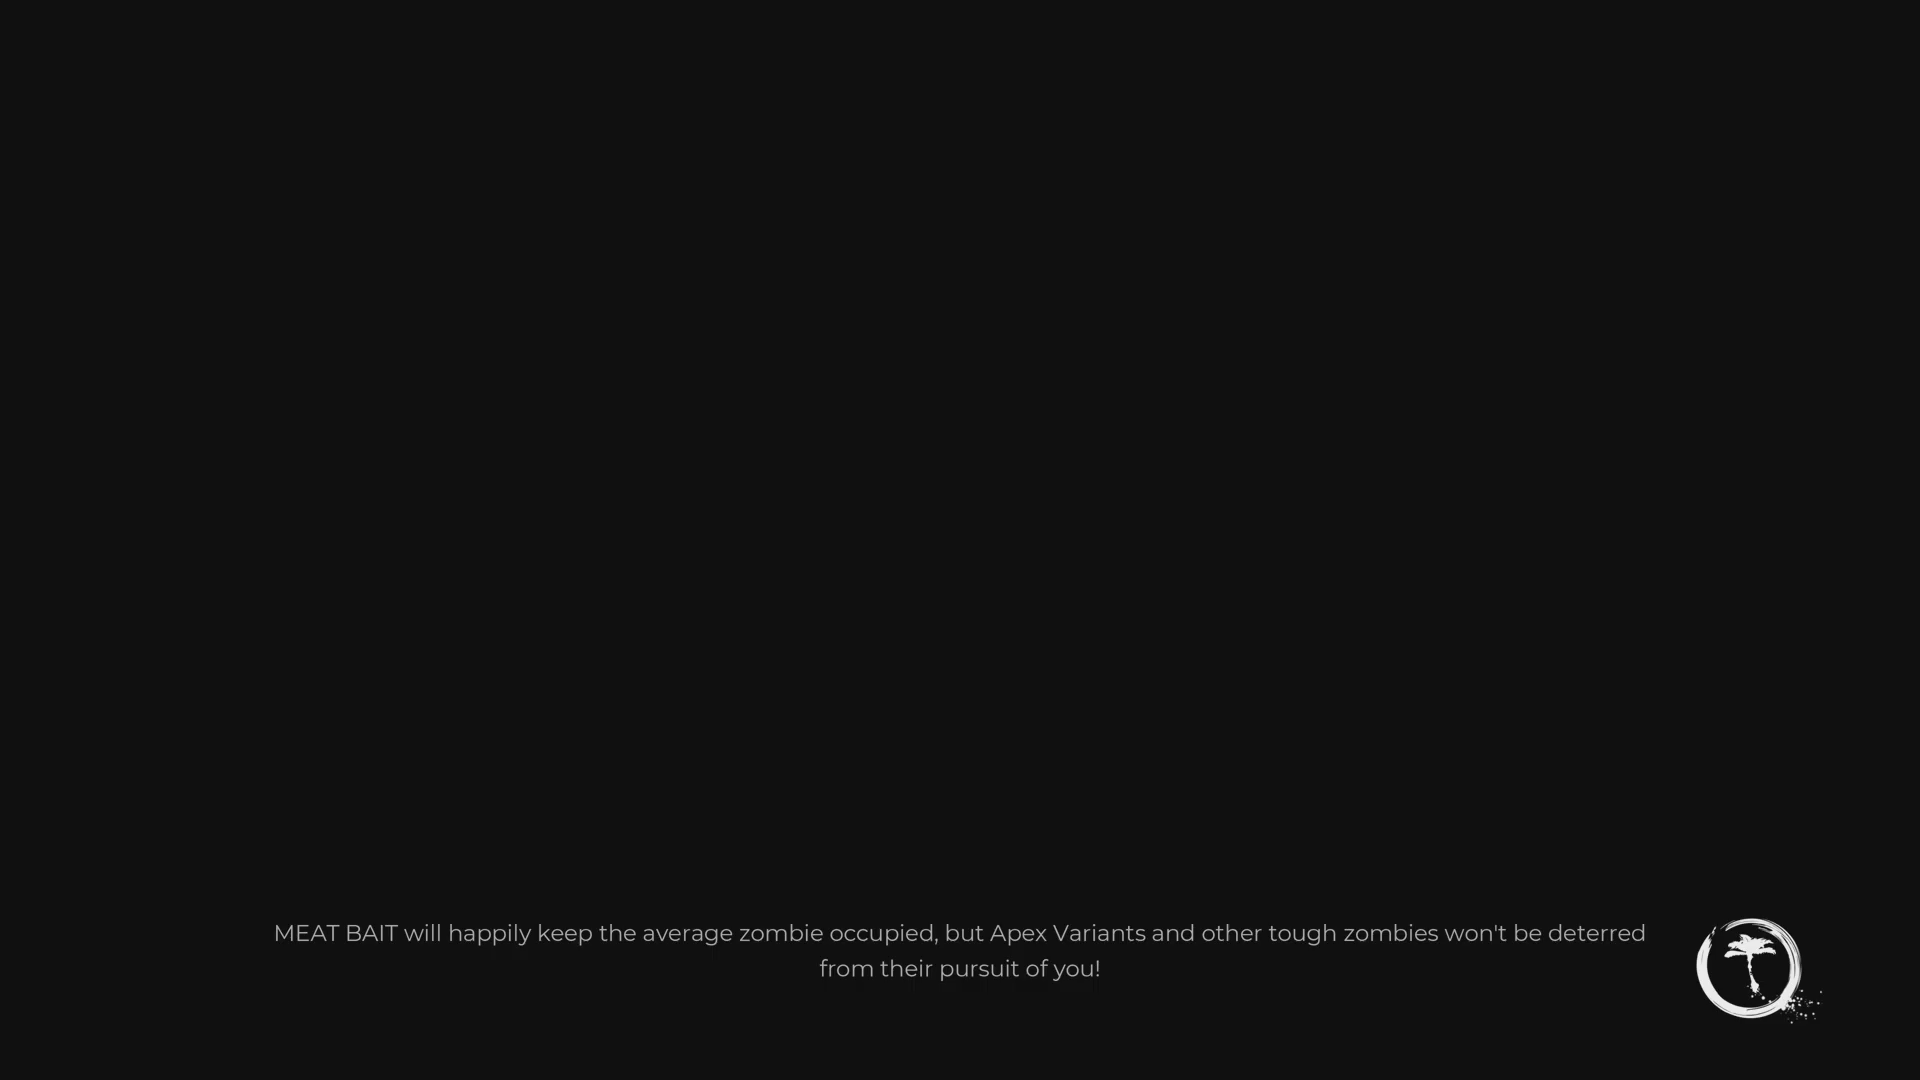 MEAT BAIT will happily keep the average zombie occupied, but Apex Variants and other tough zombies won't be deterred
from their pursuit of you!